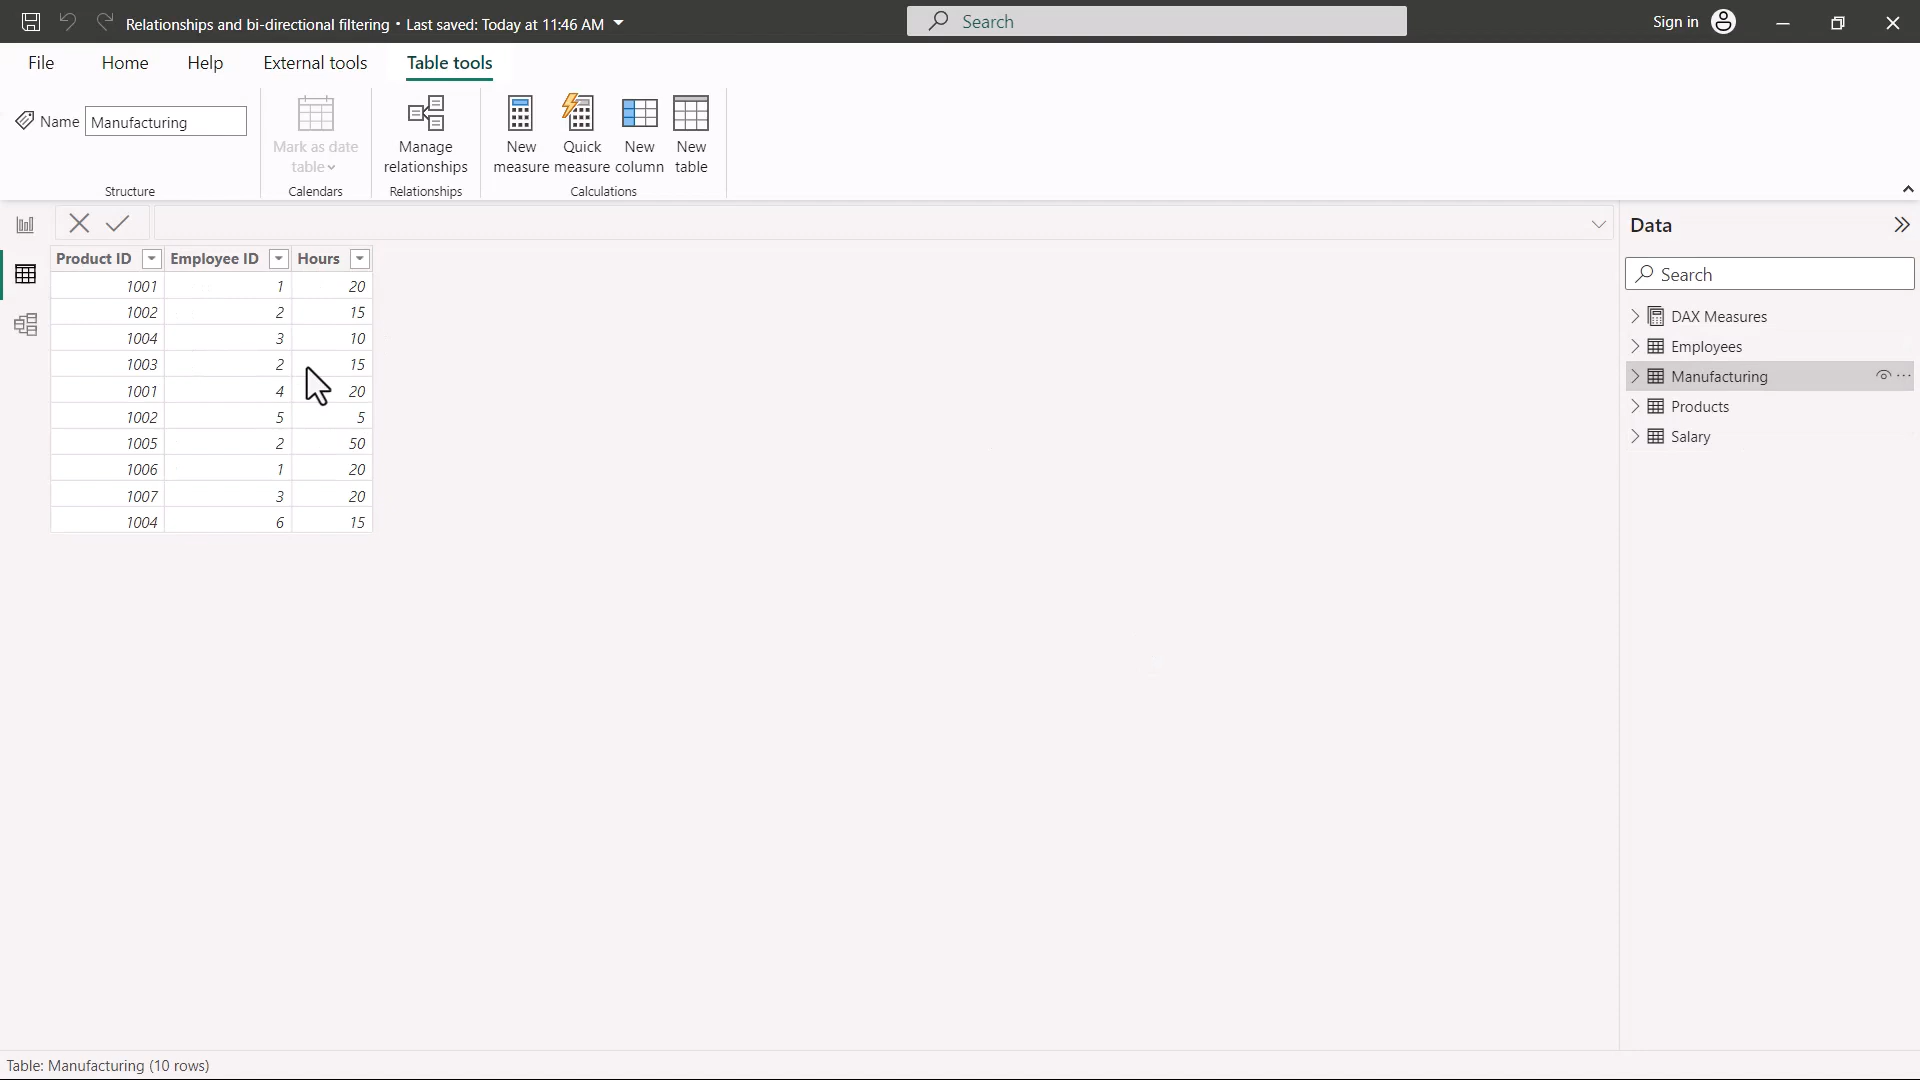 Relationships and bi-directional filtering • Last saved: Today at 11:46 AM
Search
Sign in
File Home Help External tools Table tools
Name Manufacturing
Mark as date table
Manage relationships
New measure
Quick measure
New column
New table
Structure Calendars Relationships Calculations
Product ID Employee ID Hours
1001 1 20
1002 2 15
1004 3 10
1003 2 15
1001 4 20
1002 5 5
1005 2 50
1006 1 20
1007 3 20
1004 6 15
Data
Search
DAX Measures
Employees
Manufacturing
Products
Salary
Table: Manufacturing (10 rows)